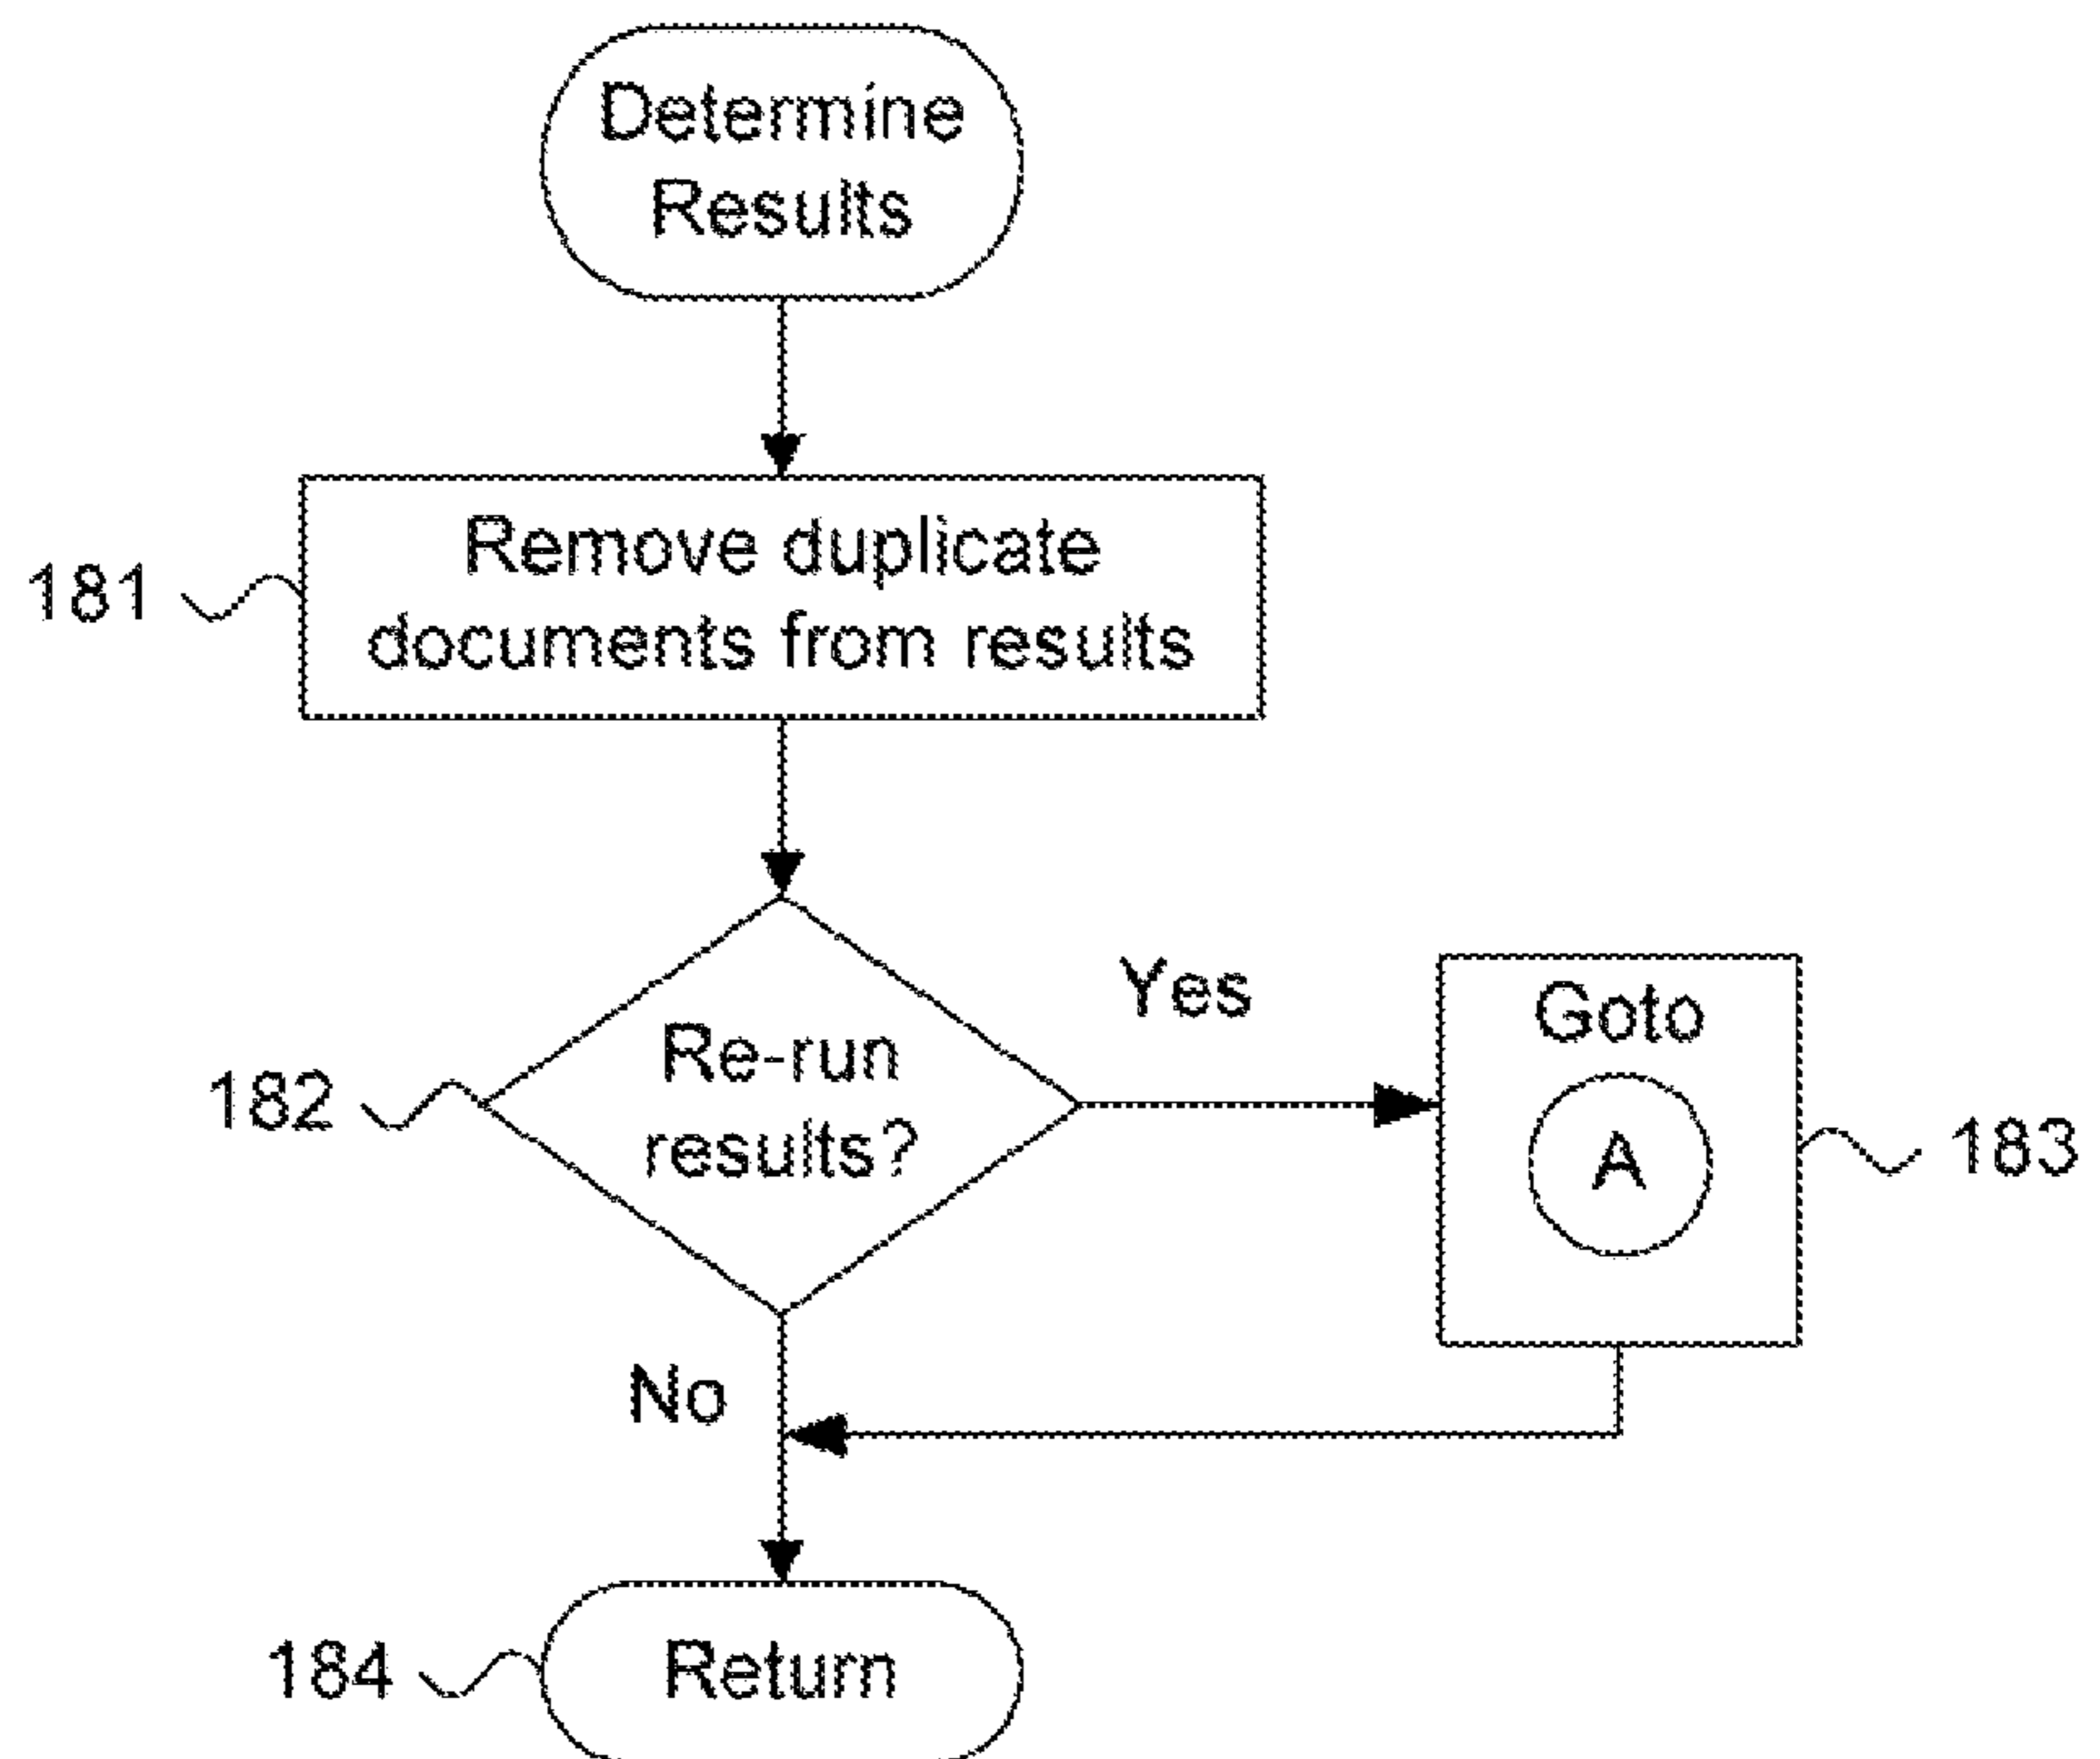 Determine
Results
Remove duplicate
documents from results
181
Yes
Goto
Re-run
results?
182
A
183
No
Return
184